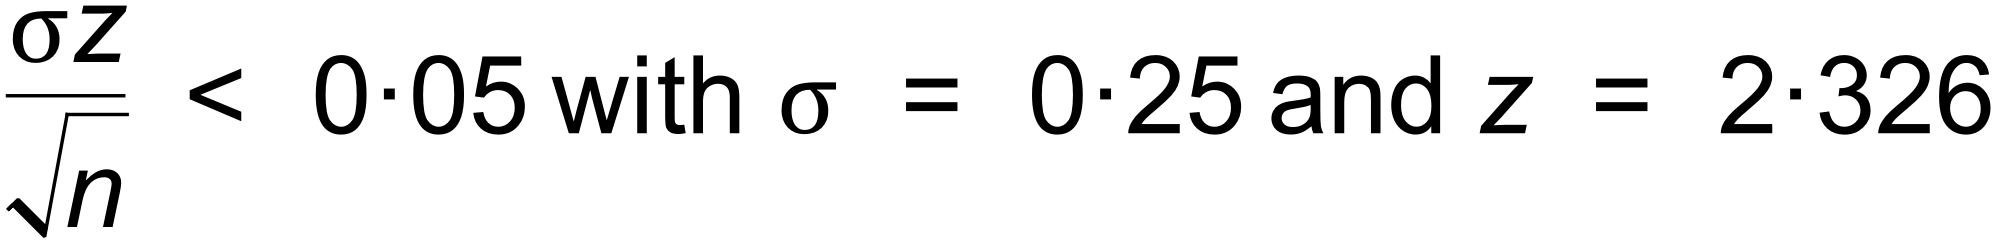 σz/√n < 0·05 with σ = 0·25 and z = 2·326